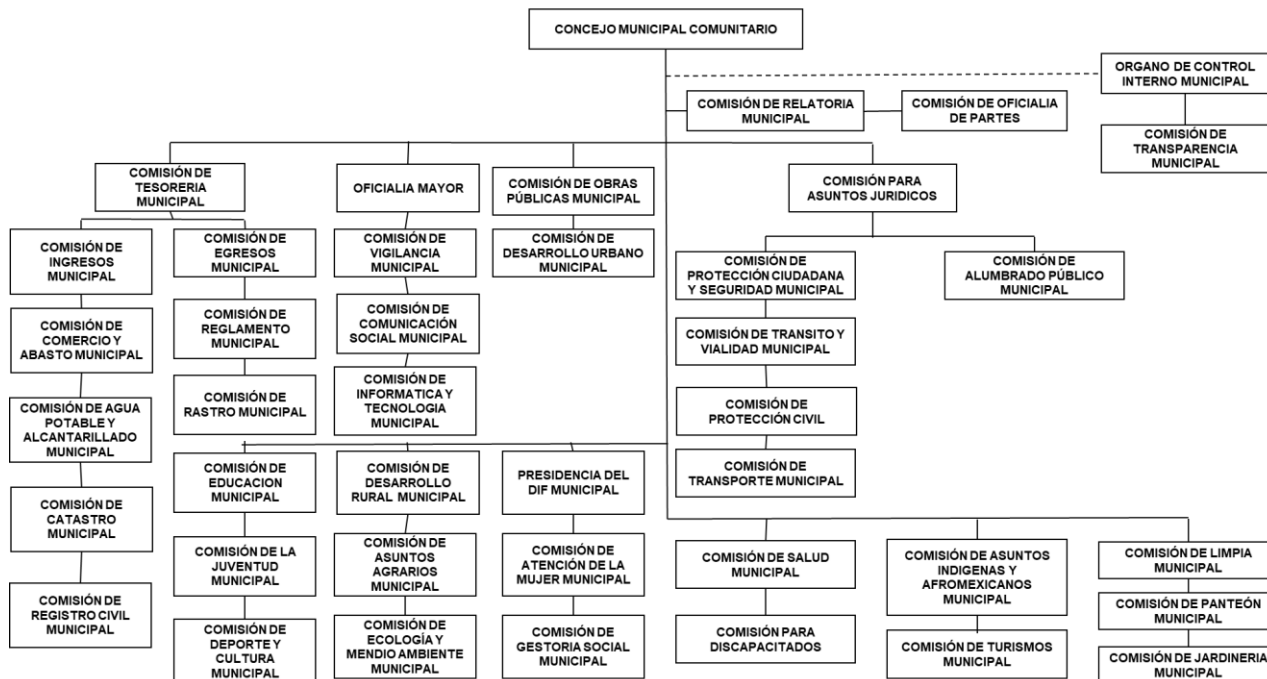 CONCEJO MUNICIPAL COMUNITARIO
ORGANO DE CONTROL
INTERNO MUNICIPAL
COMISIÓN DE RELATORIA
MUNICIPAL
COMISIÓN DE OFICIALIA
DE PARTES
COMISIÓN DE
TRANSPARENCIA
MUNICIPAL
COMISIÓN DE
TESORERIA
MUNICIPAL
OFICIALIA MAYOR
COMISIÓN DE OBRAS
PÚBLICAS MUNICIPAL
COMISIÓN PARA
ASUNTOS JURIDICOS
COMISIÓN DE
INGRESOS
MUNICIPAL
COMISIÓN DE
EGRESOS
MUNICIPAL
COMISIÓN DE
VIGILANCIA
MUNICIPAL
COMISIÓN DE
DESARROLLO URBANO
MUNICIPAL
COMISIÓN DE
PROTECCIÓN CIUDADANA
Y SEGURIDAD MUNICIPAL
COMISIÓN DE
ALUMBRADO PÚBLICO
MUNICIPAL
COMISIÓN DE
COMERCIO Y
ABASTO MUNICIPAL
COMISIÓN DE
REGLAMENTO
MUNICIPAL
COMISIÓN DE
COMUNICACIÓN
SOCIAL MUNICIPAL
COMISIÓN DE TRANSITO Y
VIALIDAD MUNICIPAL
COMISIÓN DE AGUA
POTABLE Y
ALCANTARILLADO
MUNICIPAL
COMISIÓN DE
RASTRO MUNICIPAL
COMISIÓN DE
INFORMATICA Y
TECNOLOGIA
MUNICIPAL
COMISIÓN DE
PROTECCIÓN CIVIL
COMISIÓN DE
EDUCACION
MUNICIPAL
COMISIÓN DE
DESARROLLO
RURAL MUNICIPAL
PRESIDENCIA DEL
DIF MUNICIPAL
COMISIÓN DE
TRANSPORTE MUNICIPAL
COMISIÓN DE
CATASTRO
MUNICIPAL
COMISIÓN DE LA
JUVENTUD
MUNICIPAL
COMISIÓN DE
ASUNTOS
AGRARIOS
MUNICIPAL
COMISIÓN DE
ATENCIÓN DE LA
MUJER MUNICIPAL
COMISIÓN DE SALUD
MUNICIPAL
COMISIÓN DE ASUNTOS
INDIGENAS Y
AFROMEXICANOS
MUNICIPAL
COMISIÓN DE LIMPIA
MUNICIPAL
COMISIÓN DE
REGISTRO CIVIL
MUNICIPAL
COMISIÓN DE
DEPORTE Y
CULTURA
MUNICIPAL
COMISIÓN DE
ECOLOGÍA Y
MENDIO AMBIENTE
MUNICIPAL
COMISIÓN DE
GESTORIA SOCIAL
MUNICIPAL
COMISIÓN PARA
DISCAPACITADOS
COMISIÓN DE TURISMOS
MUNICIPAL
COMISIÓN DE PANTEÓN
MUNICIPAL
COMISIÓN DE JARDINERIA
MUNICIPAL